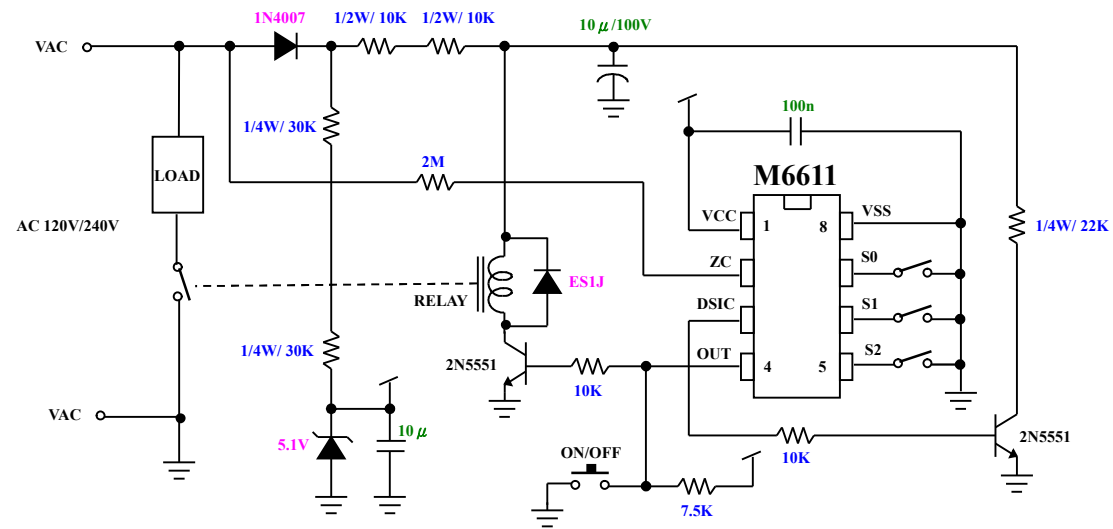 1N4007
1/2W/ 10K
1/2W/ 10K
10μ/100V
VAC
100n
1/4W/ 30K
2M
M6611
LOAD
VCC
1
8
VSS
AC 120V/240V
1/4W/ 22K
ZC
S0
RELAY
ES1J
DSIC
S1
1/4W/ 30K
2N5551
OUT
4
5
S2
10K
VAC
5.1V
10μ
ON/OFF
10K
2N5551
7.5K